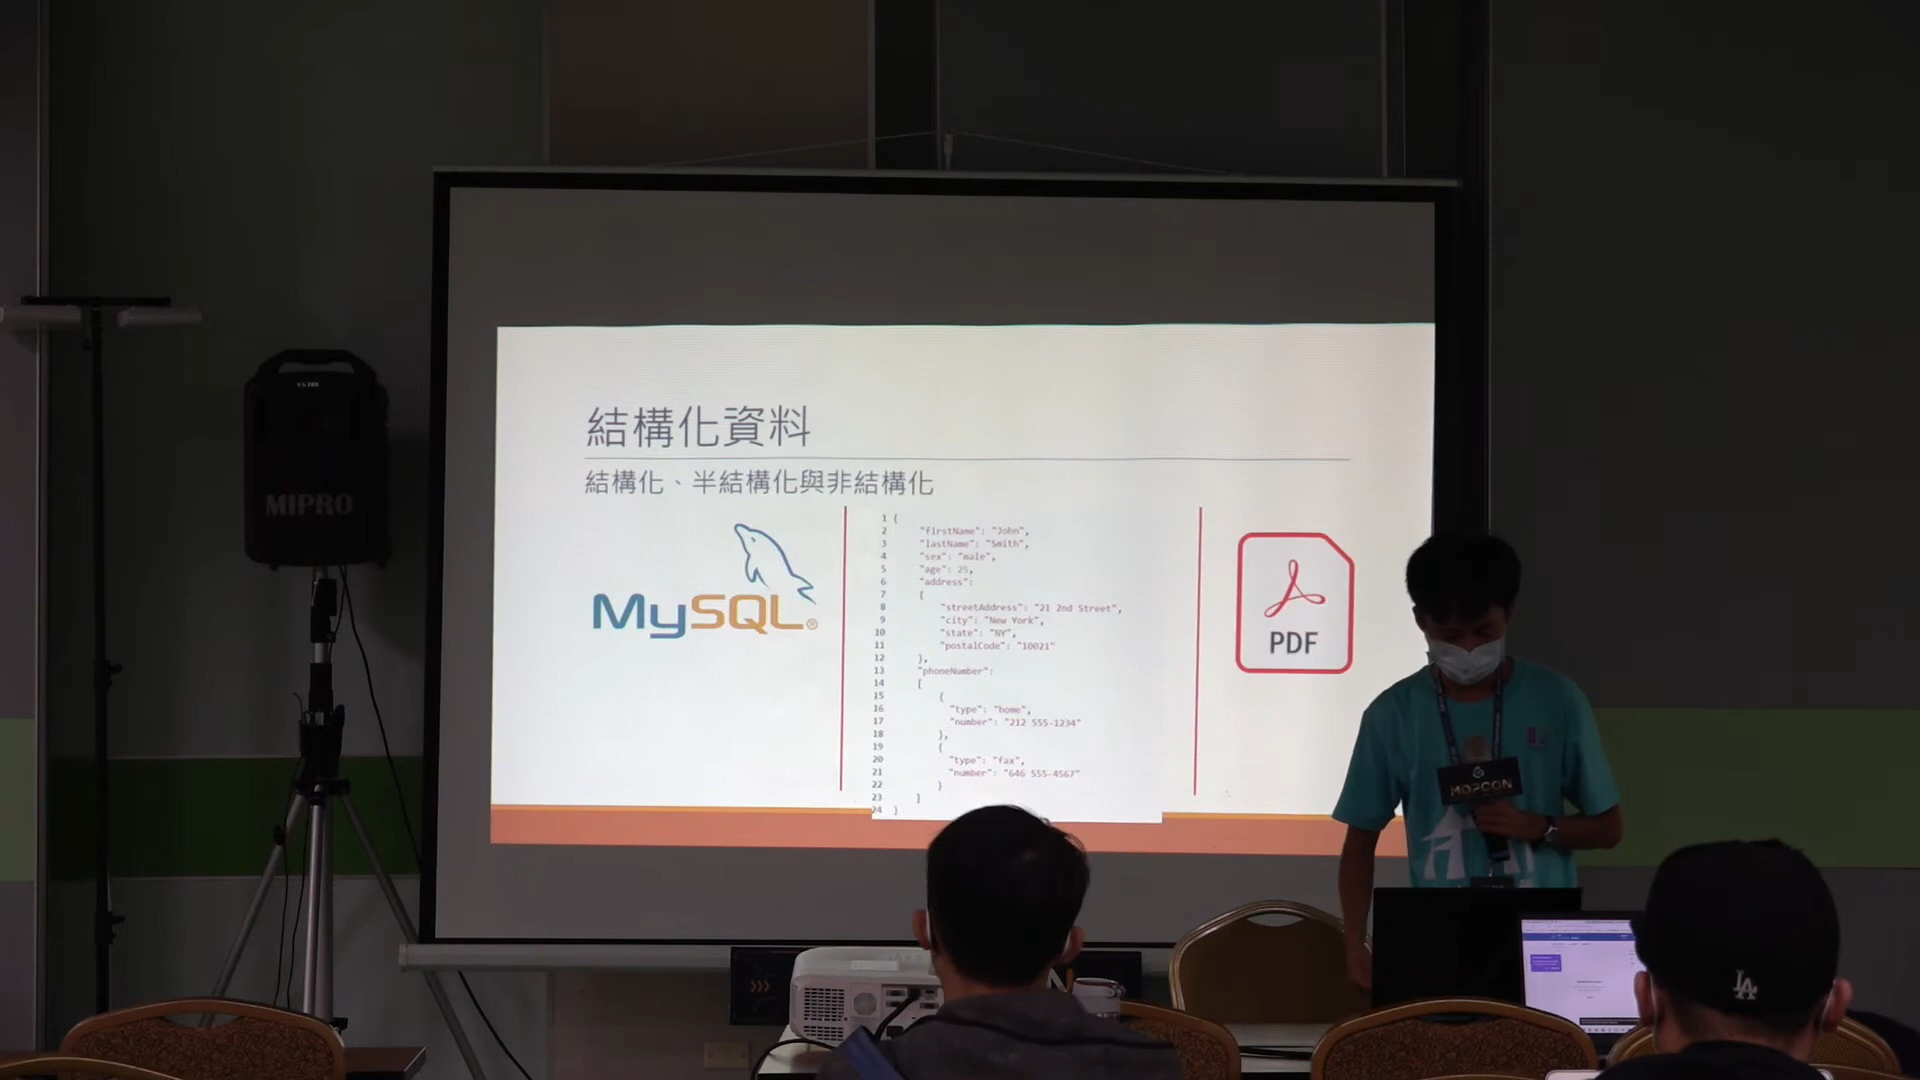 結構化資料
結構化、半結構化與非結構化
MySQL®
1 {
2 "firstName": "John",
3 "lastName": "Smith",
4 "sex": "male",
5 "age": 25,
6 "address":
7 {
8 "streetAddress": "21 2nd Street",
9 "city": "New York",
10 "state": "NY",
11 "postalCode": "10021"
12 },
13 "phoneNumber":
14 [
15 {
16 "type": "home",
17 "number": "212 555-1234"
18 },
19 {
20 "type": "fax",
21 "number": "646 555-4567"
22 }
23 ]
24 }
PDF
MIPRO
MOPCON
LA